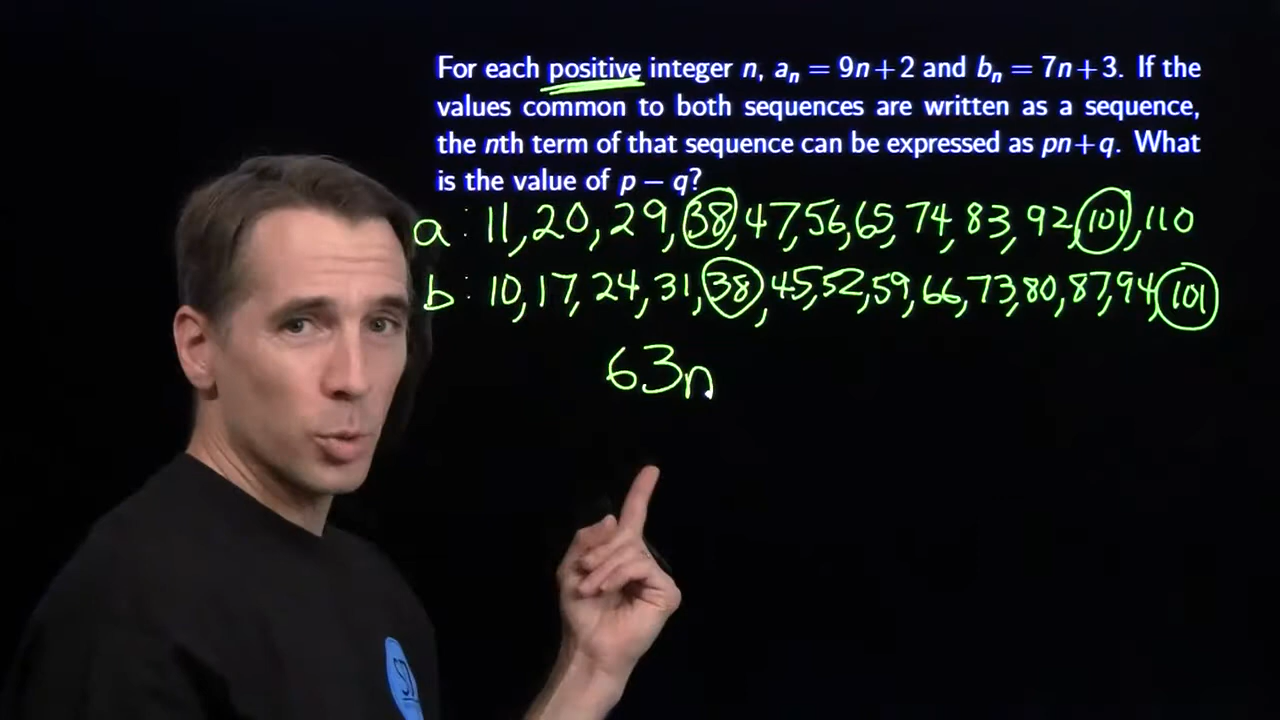 For each positive integer n, aₙ = 9n + 2 and bₙ = 7n + 3. If the
values common to both sequences are written as a sequence,
the nth term of that sequence can be expressed as pn + q. What
is the value of p − q?
a : 11, 20, 29, 38, 47, 56, 65, 74, 83, 92, 101, 110
b : 10, 17, 24, 31, 38, 45, 52, 59, 66, 73, 80, 87, 94, 101
63n